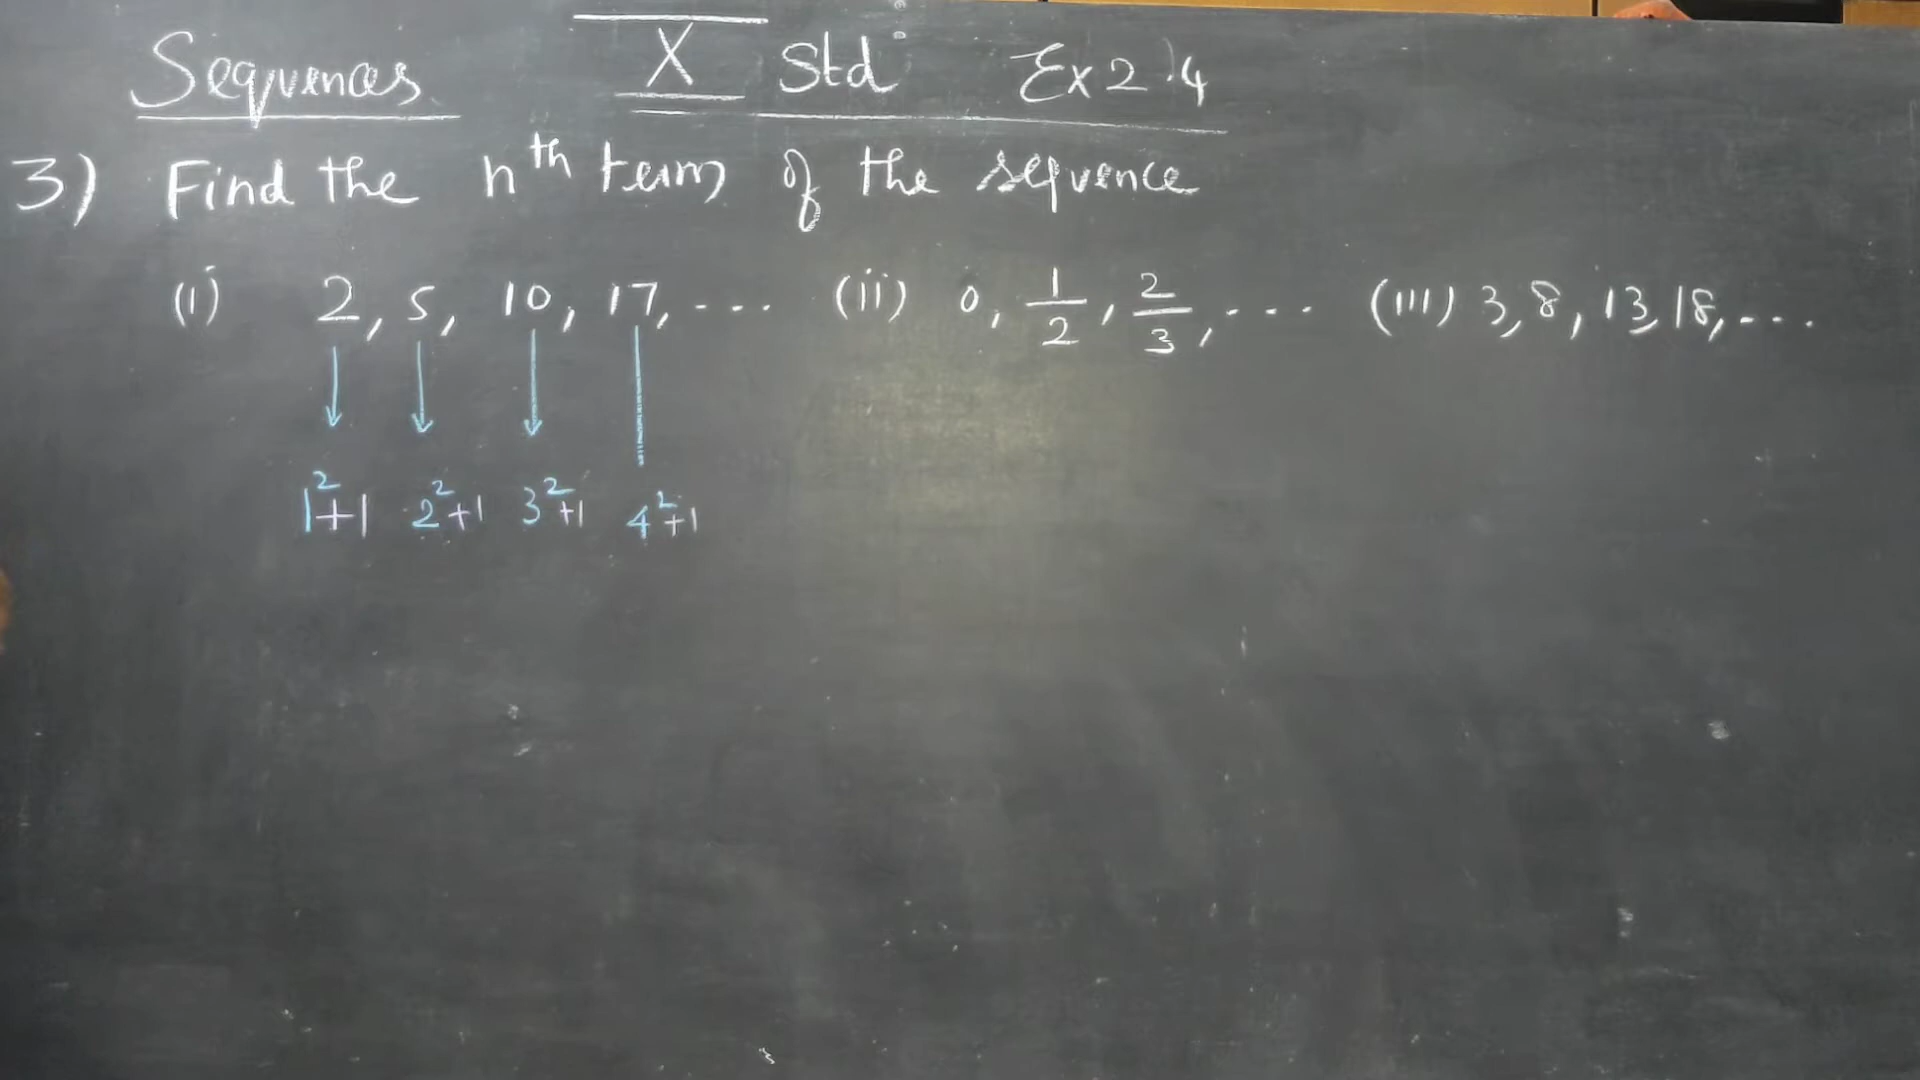 Sequences X Std Ex 2.4
3) Find the nth term of the sequence
(i) 2, 5, 10, 17, ... (ii) 0, 1/2, 2/3, ... (iii) 3, 8, 13, 18, ...
1²+1 2²+1 3²+1 4²+1